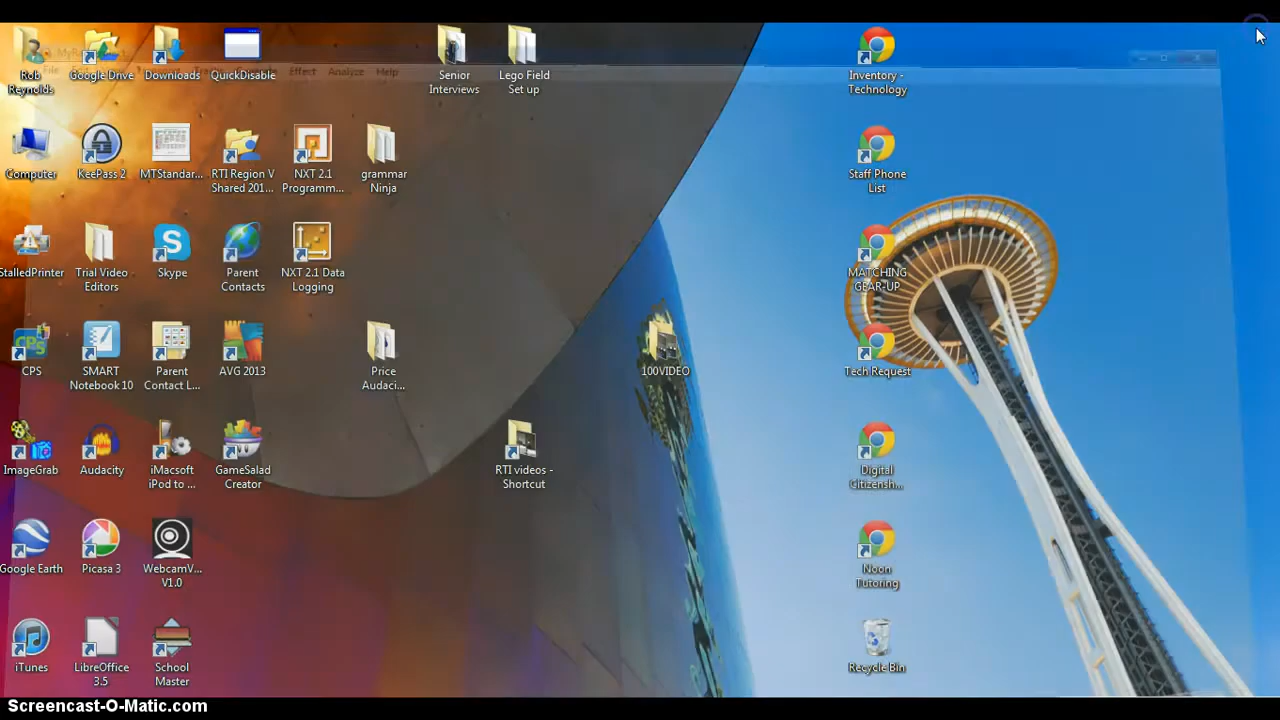 File Effect Analyze Help
Rob
Reynolds
Google Drive
Downloads
QuickDisable
Senior
Interviews
Lego Field
Set up
Inventory -
Technology
Computer
KeePass 2
MTStandar...
RTI Region V
Shared 201...
NXT 2.1
Programm...
grammar
Ninja
Staff Phone
List
StalledPrinter
Trial Video
Editors
Skype
Parent
Contacts
NXT 2.1 Data
Logging
MATCHING
GEAR-UP
CPS
CPS
SMART
Notebook 10
Parent
Contact L...
AVG 2013
Price
Audaci...
100VIDEO
Tech Request
ImageGrab
Audacity
iMacsoft
iPod to ...
GameSalad
Creator
RTI videos -
Shortcut
Digital
Citizensh...
Google Earth
Picasa 3
WebcamV...
V1.0
Noon
Tutoring
iTunes
LibreOffice
3.5
School
Master
Recycle Bin
Screencast-O-Matic.com